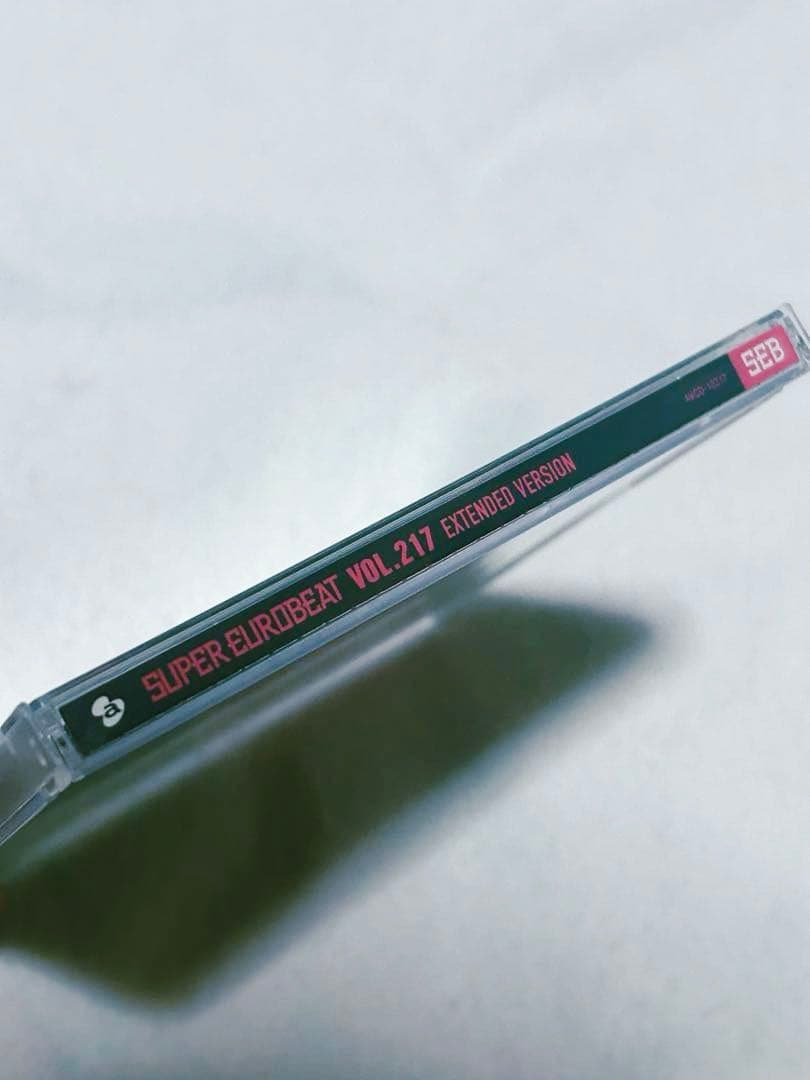 a SUPER EUROBEAT VOL.217 EXTENDED VERSION
SEB